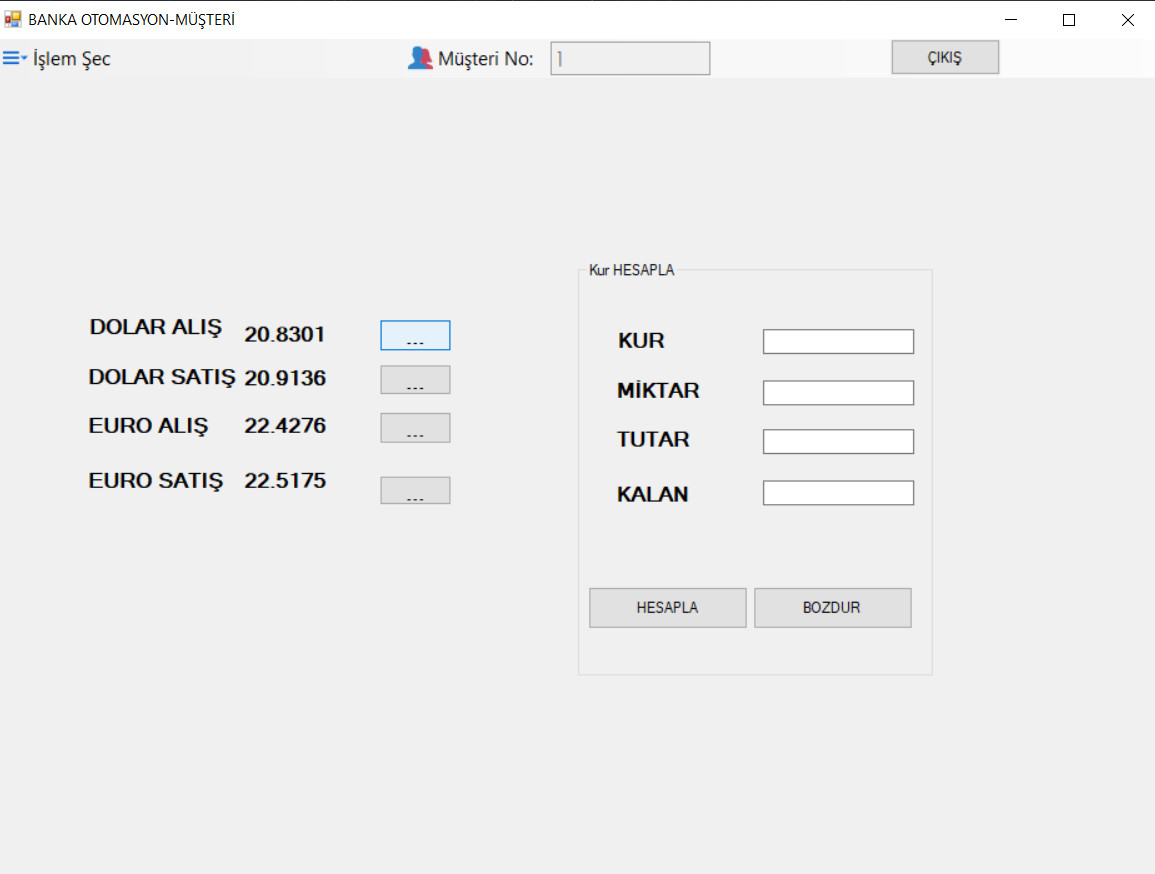 BANKA OTOMASYON-MÜŞTERİ
İşlem Şec
Müşteri No: 1
ÇIKIŞ
DOLAR ALIŞ 20.8301 ...
DOLAR SATIŞ 20.9136 ...
EURO ALIŞ 22.4276 ...
EURO SATIŞ 22.5175 ...
Kur HESAPLA
KUR
MİKTAR
TUTAR
KALAN
HESAPLA
BOZDUR